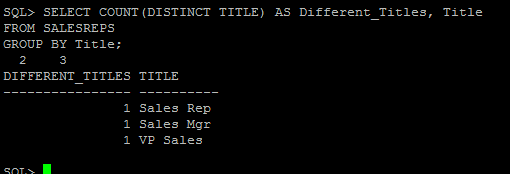 SQL> SELECT COUNT(DISTINCT TITLE) AS Different_Titles, Title
FROM SALESREPS
GROUP BY Title;
  2    3
DIFFERENT_TITLES TITLE
---------------- ----------
               1 Sales Rep
               1 Sales Mgr
               1 VP Sales
SQL>